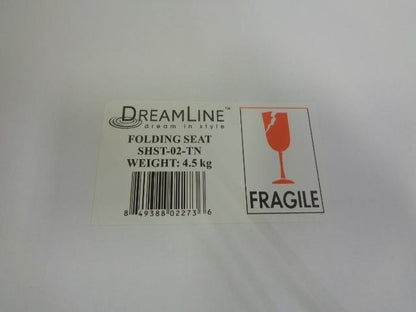 DREAMLINE™
dream in style
FOLDING SEAT
SHST-02-TN
WEIGHT: 4.5 kg
8 49388 02273 6
FRAGILE